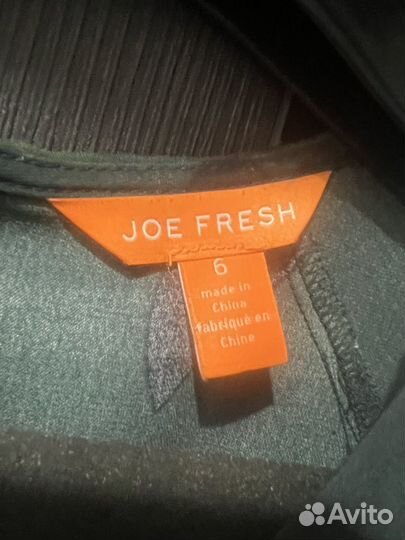 JOE FRESH
6
made in
China
fabriqué en
Chine
Avito